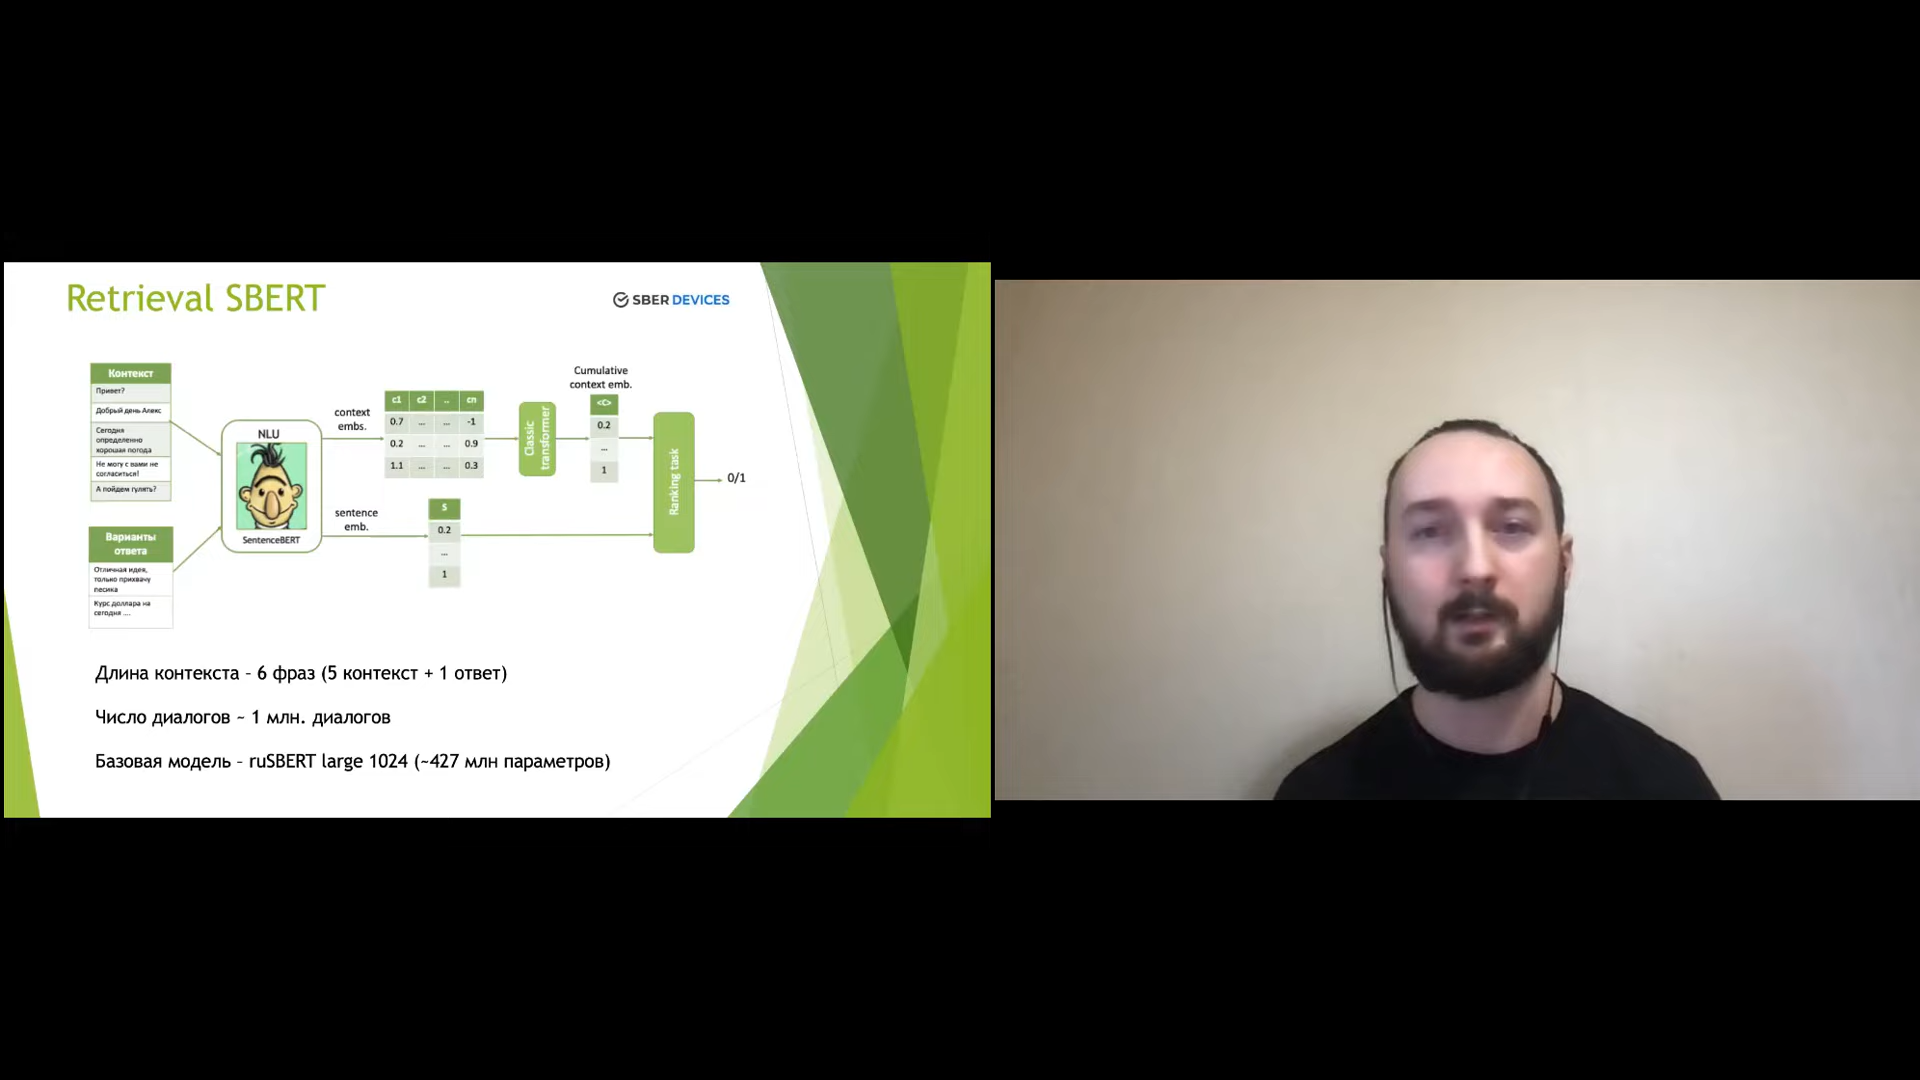 Retrieval SBERT
SBER DEVICES
Контекст
Привет?
Добрый день Алекс
Сегодня
определенно
хорошая погода
Не могу с вами не
согласиться!
А пойдем гулять?
Варианты
ответа
Отличная идея,
только прихвачу
песика
Курс доллара на
сегодня ....
NLU
SentenceBERT
context
embs.
c1 c2 .. cn
0.7 ... ... -1
0.2 ... ... 0.9
1.1 ... ... 0.3
sentence
emb.
S
0.2
...
1
Classic
transformer
Cumulative
context emb.
<C>
0.2
...
1
Ranking task
0/1
Длина контекста – 6 фраз (5 контекст + 1 ответ)
Число диалогов ~ 1 млн. диалогов
Базовая модель – ruSBERT large 1024 (~427 млн параметров)